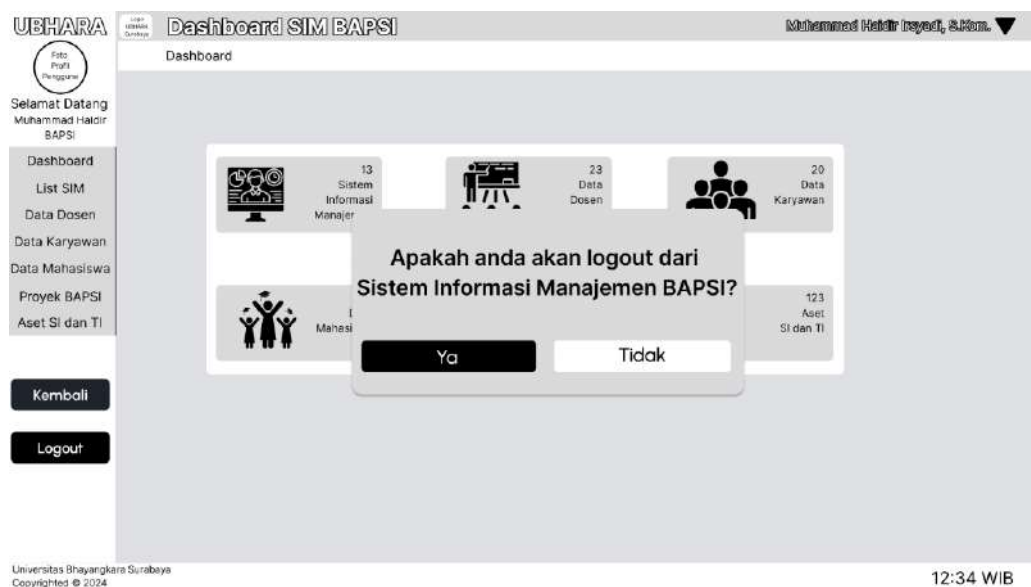 UBHARA
Logo
UBHARA
Surabaya
Dashboard SIM BAPSI
Muhammad Haidir Irsyadi, S.Kom.
Foto
Profil
Pengguna
Dashboard
Selamat Datang
Muhammad Haidir
BAPSI
Dashboard
List SIM
Data Dosen
Data Karyawan
Data Mahasiswa
Proyek BAPSI
Aset SI dan TI
Kembali
Logout
13
Sistem
Informasi
23
Data
Dosen
20
Data
Karyawan
123
Aset
SI dan TI
Apakah anda akan logout dari
Sistem Informasi Manajemen BAPSI?
Ya
Tidak
Universitas Bhayangkara Surabaya
Copyrighted © 2024
12:34 WIB